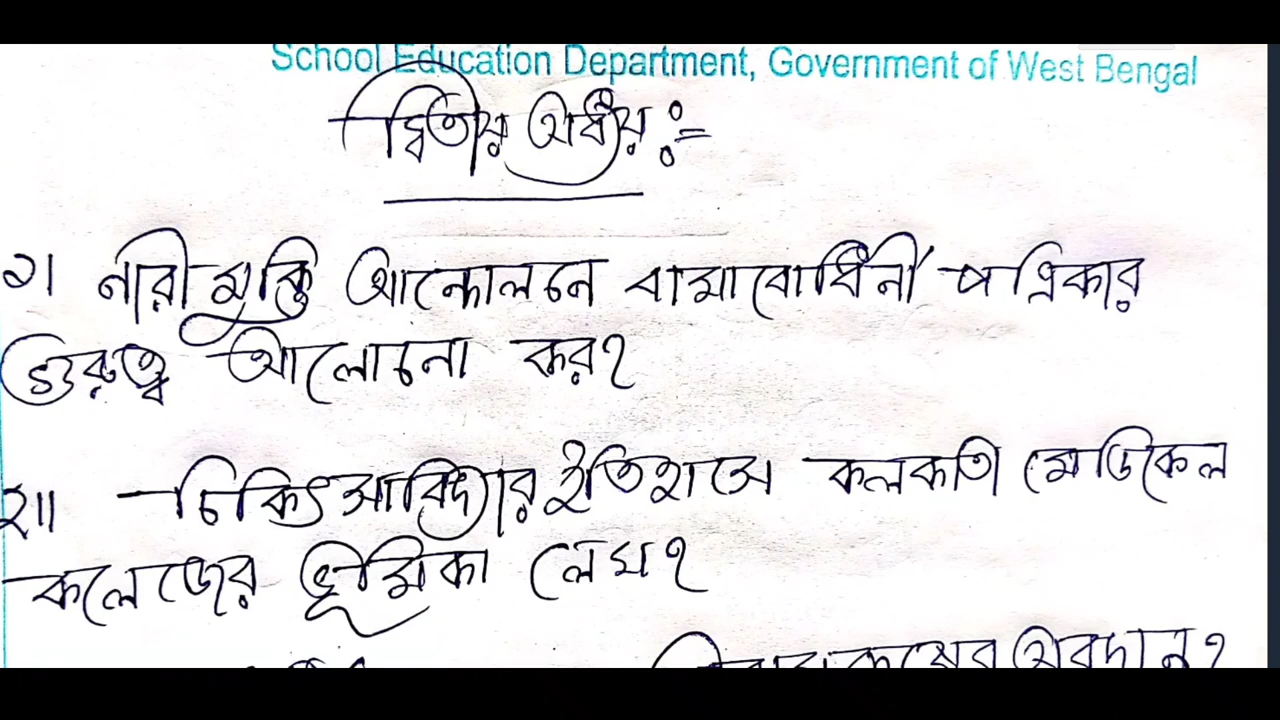 School Education Department, Government of West Bengal
দ্বিতীয় অধ্যায় :=
১। নারী মুক্তি আন্দোলনে বামাবোধিনী পত্রিকার
গুরুত্ব আলোচনা কর?
২।। চিকিৎসাবিদ্যার ইতিহাসে কলকাতা মেডিকেল
কলেজের ভূমিকা লেখ?
অবদান?